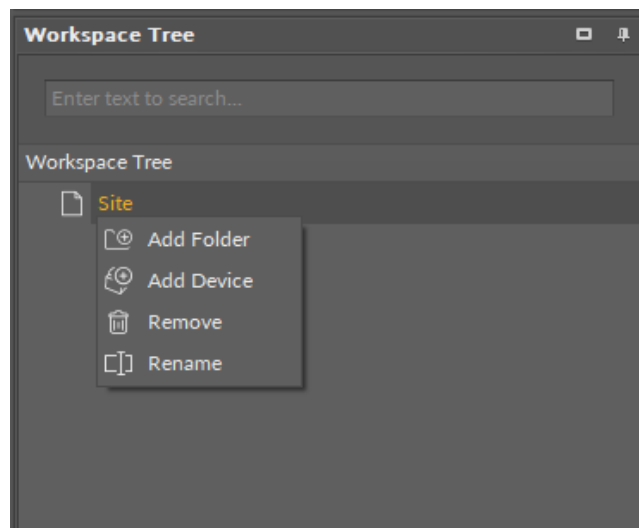 Workspace Tree
Enter text to search...
Workspace Tree
Site
Add Folder
Add Device
Remove
Rename